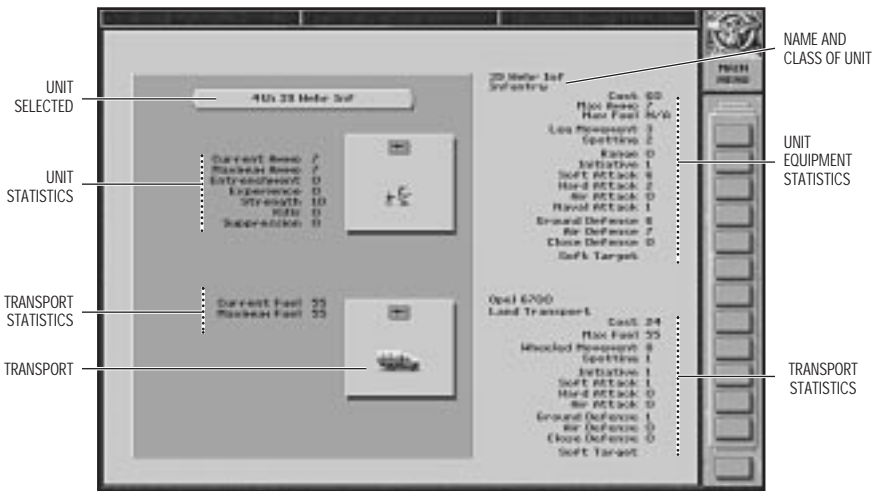 NAME AND
CLASS OF UNIT
MAIN
MENU
UNIT
SELECTED
4th 39 Wehr Inf
39 Wehr Inf
Infantry
Cost 60
Max Ammo 7
Max Fuel N/A
Leg Movement 3
Spotting 2
Range 0
Initiative 1
Soft Attack 6
Hard Attack 2
Air Attack 0
Naval Attack 1
Ground Defense 6
Air Defense 7
Close Defense 0
Soft Target
UNIT
EQUIPMENT
STATISTICS
UNIT
STATISTICS
Current Ammo 7
Maximum Ammo 7
Entrenchment 0
Experience 0
Strength 10
Kills 0
Suppression 0
TRANSPORT
STATISTICS
Current Fuel 55
Maximum Fuel 55
TRANSPORT
Opel 6700
Land Transport
Cost 24
Max Fuel 55
Wheeled Movement 8
Spotting 1
Initiative 1
Soft Attack 1
Hard Attack 0
Air Attack 0
Ground Defense 1
Air Defense 0
Close Defense 0
Soft Target
TRANSPORT
STATISTICS